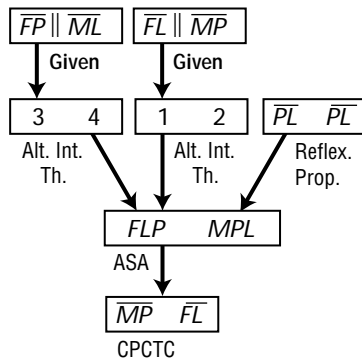 FP || ML FL || MP
Given Given
3 4 1 2 PL PL
Alt. Int. Alt. Int. Reflex.
Th. Th. Prop.
FLP MPL
ASA
MP FL
CPCTC